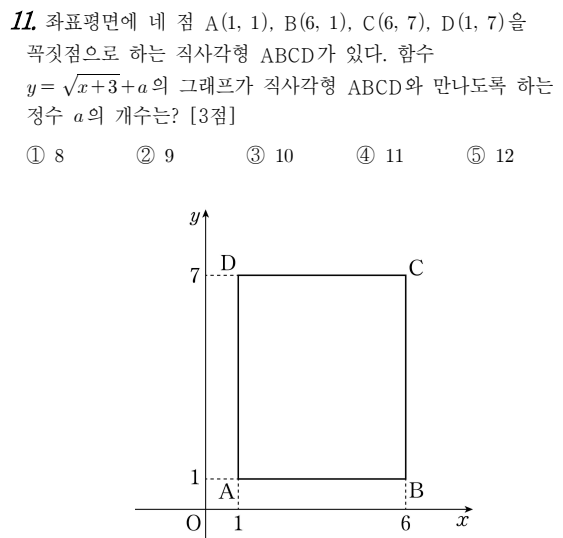 11. 좌표평면에 네 점 A(1, 1), B(6, 1), C(6, 7), D(1, 7)을
꼭짓점으로 하는 직사각형 ABCD가 있다. 함수
y = √(x+3) + a의 그래프가 직사각형 ABCD와 만나도록 하는
정수 a의 개수는? [3점]
① 8 ② 9 ③ 10 ④ 11 ⑤ 12
y
D C
7
1
A B
O 1 6 x